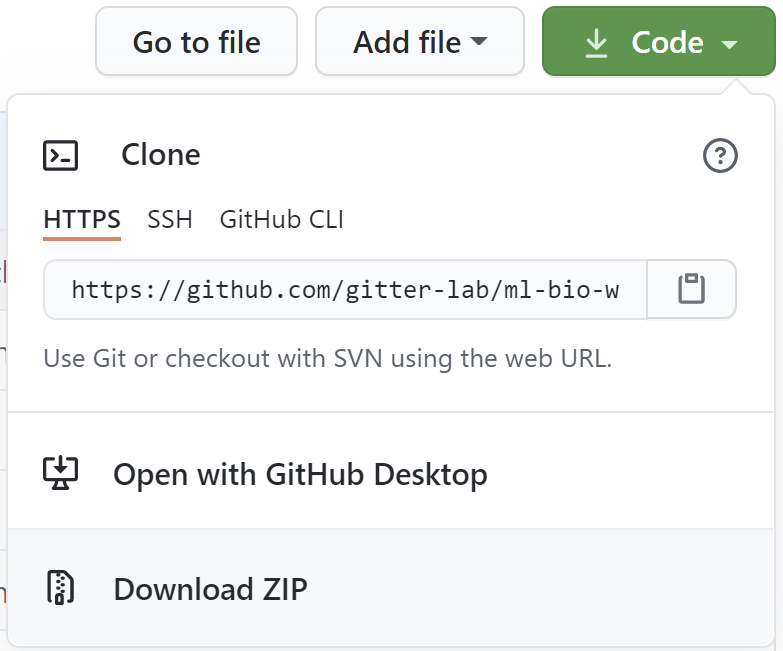 Go to file Add file Code
Clone
HTTPS SSH GitHub CLI
https://github.com/gitter-lab/ml-bio-w
Use Git or checkout with SVN using the web URL.
Open with GitHub Desktop
Download ZIP